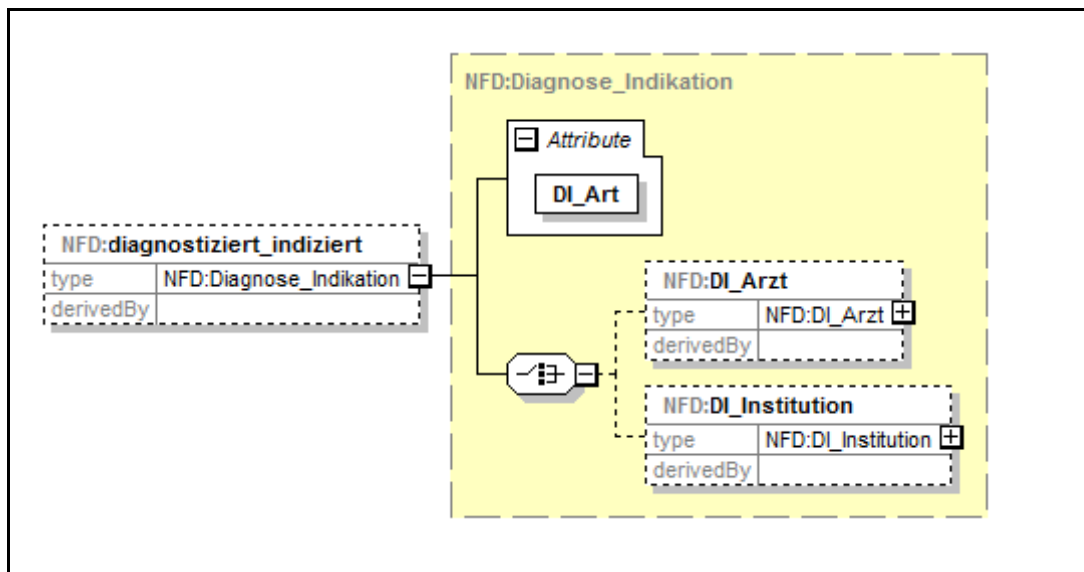 NFD:Diagnose_Indikation
Attribute
DI_Art
NFD:diagnostiziert_indiziert
type NFD:Diagnose_Indikation
derivedBy
NFD:DI_Arzt
type NFD:DI_Arzt
derivedBy
NFD:DI_Institution
type NFD:DI_Institution
derivedBy